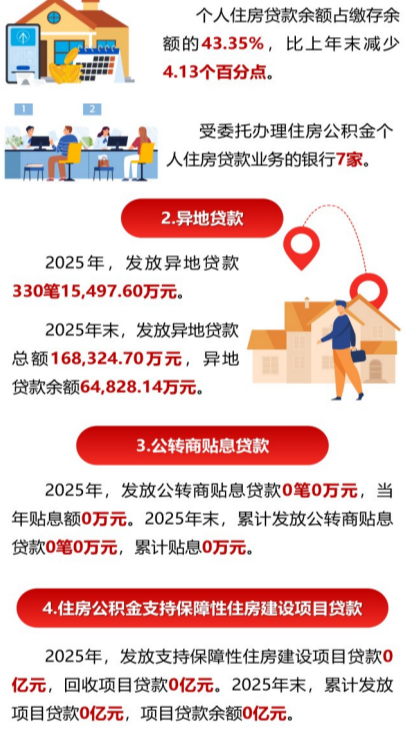 个人住房贷款余额占缴存余
额的43.35%，比上年末减少
4.13个百分点。
1
2
受委托办理住房公积金个
人住房贷款业务的银行7家。
2.异地贷款
2025年，发放异地贷款
330笔15,497.60万元。
2025年末，发放异地贷款
总额168,324.70万元，异地
贷款余额64,828.14万元。
3.公转商贴息贷款
2025年，发放公转商贴息贷款0笔0万元，当
年贴息额0万元。2025年末，累计发放公转商贴息
贷款0笔0万元，累计贴息0万元。
4.住房公积金支持保障性住房建设项目贷款
2025年，发放支持保障性住房建设项目贷款0
亿元，回收项目贷款0亿元。2025年末，累计发放
项目贷款0亿元，项目贷款余额0亿元。